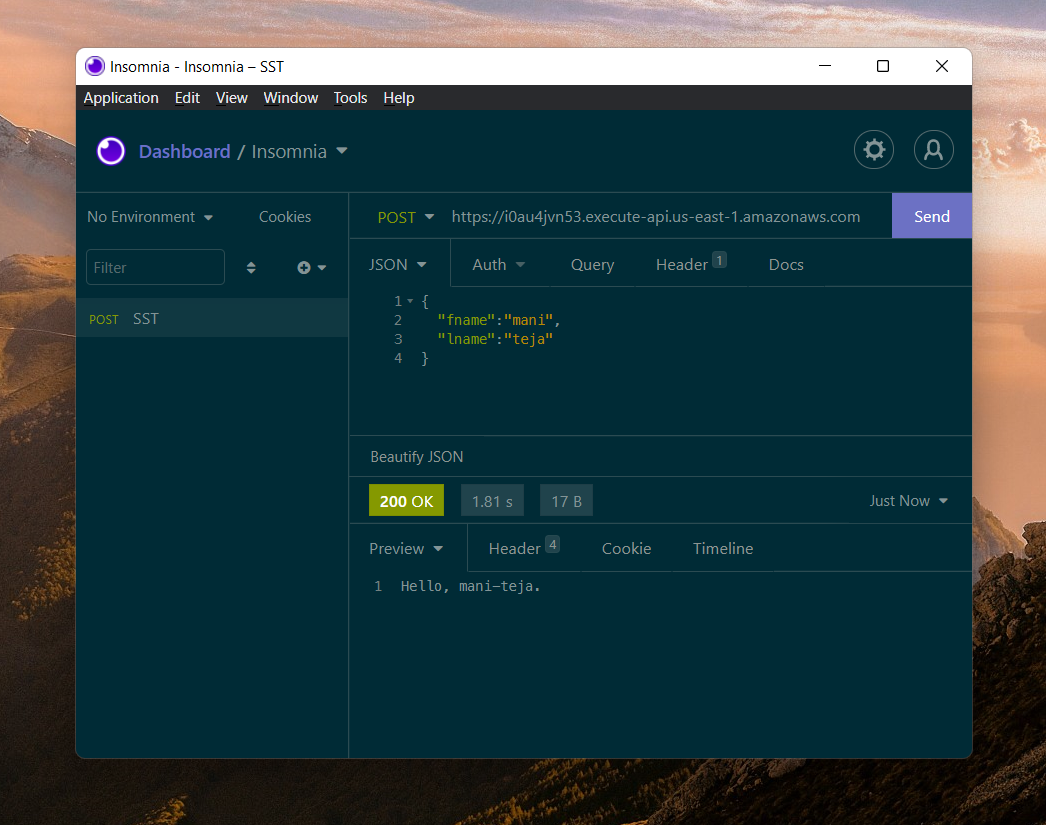 Insomnia - Insomnia – SST
Application Edit View Window Tools Help
Dashboard / Insomnia
No Environment Cookies
Filter
POST SST
POST https://i0au4jvn53.execute-api.us-east-1.amazonaws.com Send
JSON Auth Query Header 1 Docs
1 {
2 "fname":"mani",
3 "lname":"teja"
4 }
Beautify JSON
200 OK 1.81 s 17 B Just Now
Preview Header 4 Cookie Timeline
1 Hello, mani-teja.